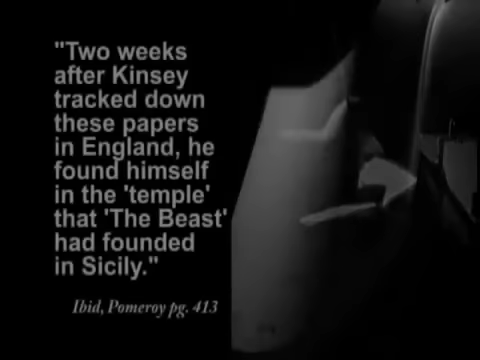 "Two weeks
after Kinsey
tracked down
these papers
in England, he
found himself
in the 'temple'
that 'The Beast'
had founded
in Sicily."
Ibid, Pomeroy pg. 413